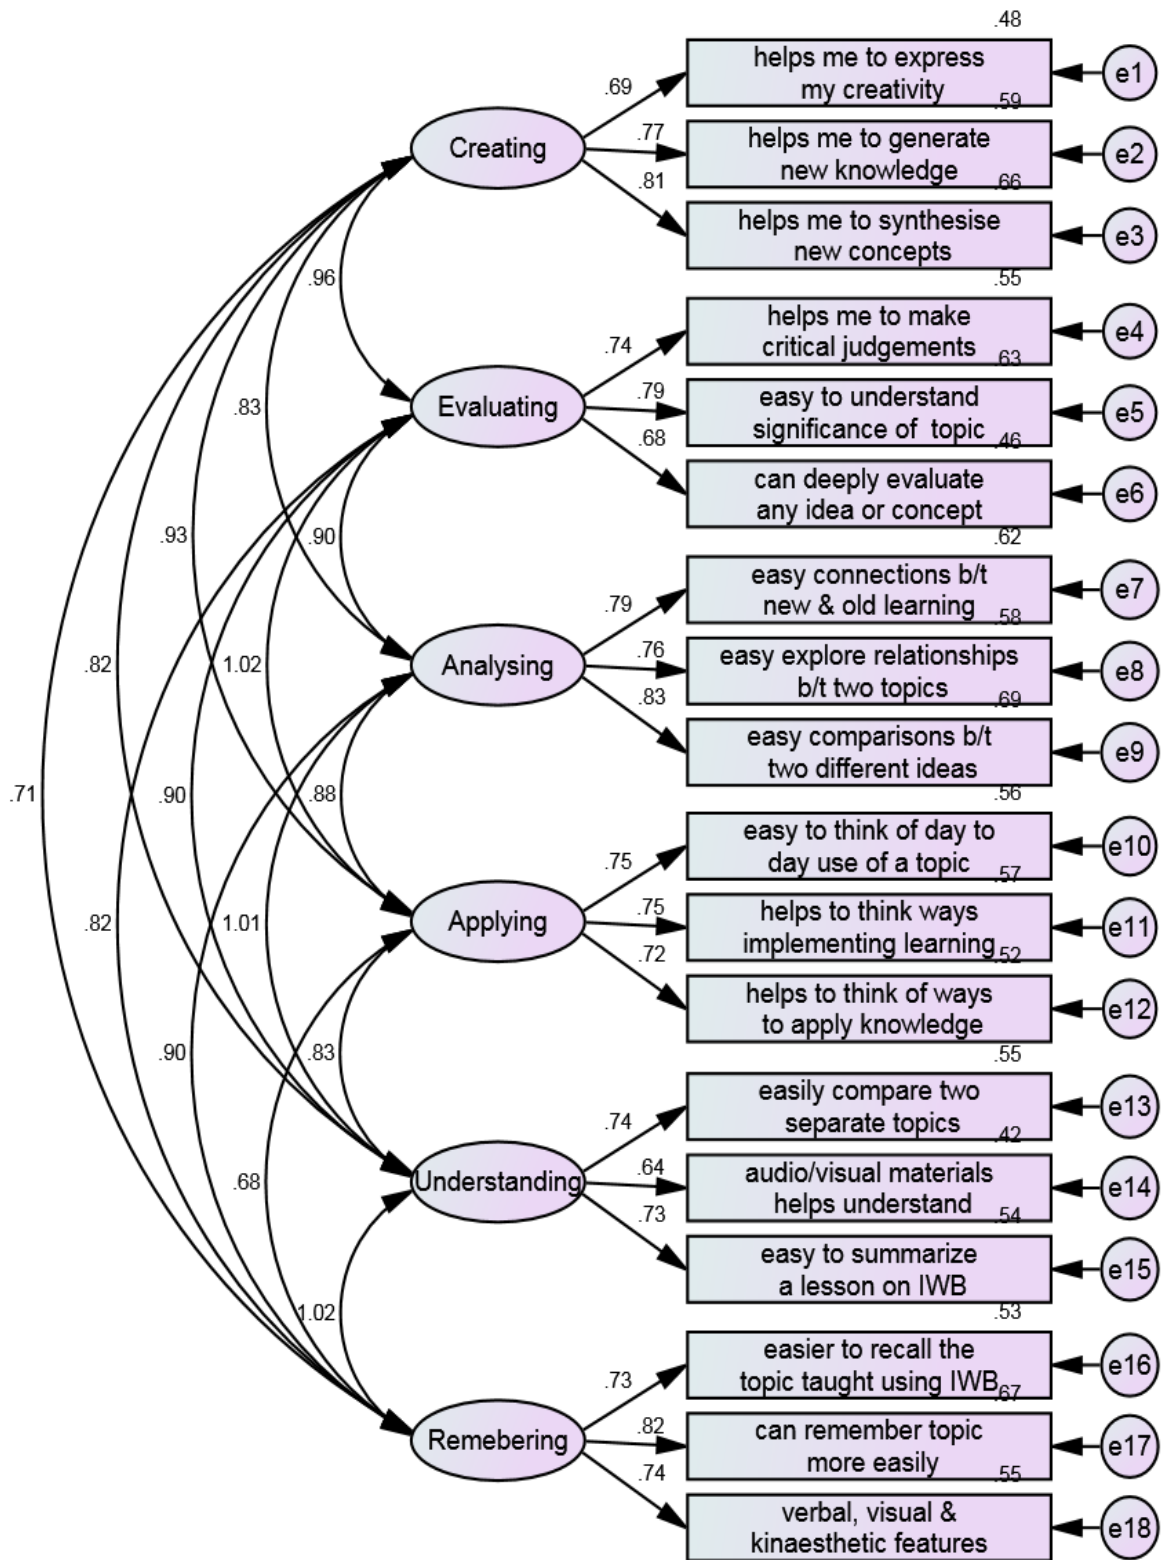 .48
helps me to express
my creativity
e1
.69
.59
Creating
.77
helps me to generate
new knowledge
e2
.81
.66
helps me to synthesise
new concepts
e3
.96
.55
helps me to make
critical judgements
e4
.74
.63
Evaluating
.83
.79
easy to understand
significance of topic
e5
.68
.46
can deeply evaluate
any idea or concept
e6
.93
.90
.62
easy connections b/t
new & old learning
e7
.79
.58
Analysing
.82
1.02
.76
easy explore relationships
b/t two topics
e8
.83
.69
easy comparisons b/t
two different ideas
e9
.71
.90
.88
.56
easy to think of day to
day use of a topic
e10
.75
.57
Applying
.82
1.01
.75
helps to think ways
implementing learning
e11
.72
.52
helps to think of ways
to apply knowledge
e12
.90
.83
.55
easily compare two
separate topics
e13
.74
.42
Understanding
.68
.64
audio/visual materials
helps understand
e14
.73
.54
easy to summarize
a lesson on IWB
e15
1.02
.53
easier to recall the
topic taught using IWB
e16
.73
.67
Remebering
.82
can remember topic
more easily
e17
.74
.55
verbal, visual &
kinaesthetic features
e18